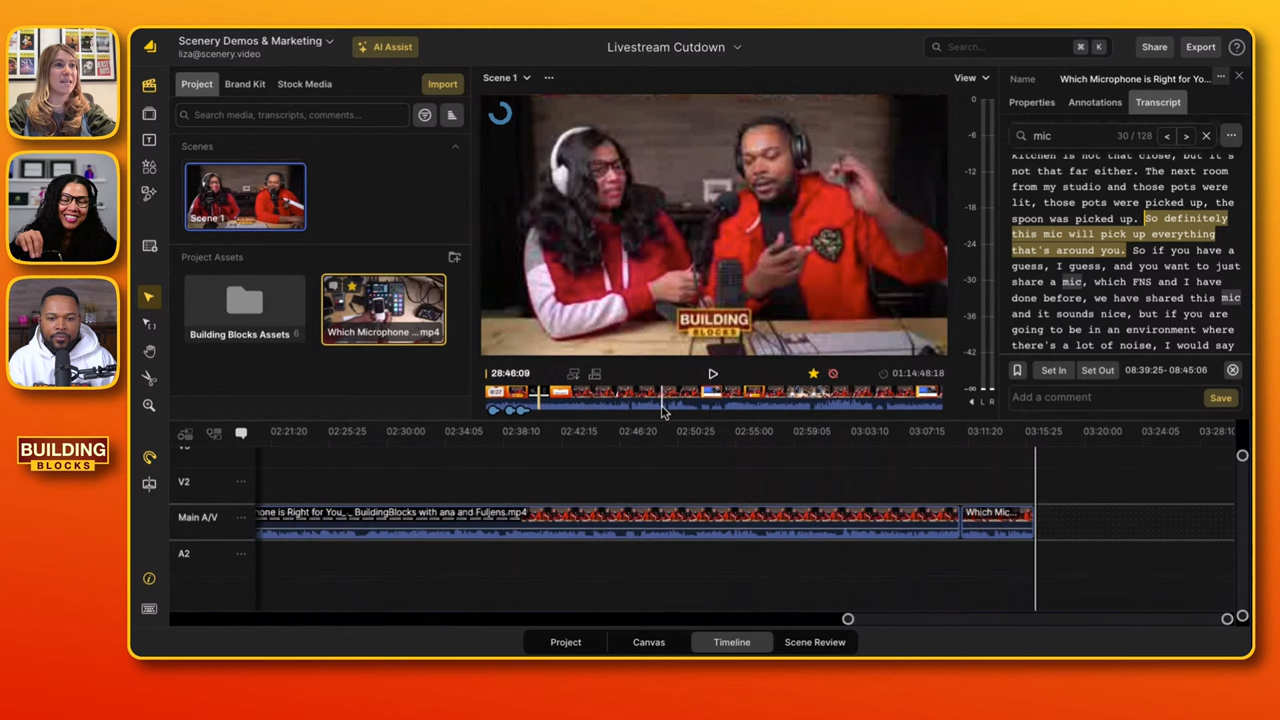 Scenery Demos & Marketing
liza@scenery.video
AI Assist
Livestream Cutdown
Search...
⌘ K
Share
Export
Project
Brand Kit
Stock Media
Import
Search media, transcripts, comments...
Scenes
Scene 1
Project Assets
Building Blocks Assets 6
Which Microphone ...mp4
Scene 1
View
BUILDING
BLOCKS
28:46:09
01:14:48:18
0
-6
-12
-18
-24
-30
-36
-42
-∞
L R
Name
Which Microphone is Right for Yo...
Properties
Annotations
Transcript
mic
30 / 128
kitchen is not that close, but it's
not that far either. The next room
from my studio and those pots were
lit, those pots were picked up, the
spoon was picked up. So definitely
this mic will pick up everything
that's around you. So if you have a
guess, I guess, and you want to just
share a mic, which FNS and I have
done before, we have shared this mic
and it sounds nice, but if you are
going to be in an environment where
there's a lot of noise, I would say
Set In
Set Out
08:39:25 - 08:45:06
Add a comment
Save
02:21:20
02:25:25
02:30:00
02:34:05
02:38:10
02:42:15
02:46:20
02:50:25
02:55:00
02:59:05
03:03:10
03:07:15
03:11:20
03:15:25
03:20:00
03:24:05
03:28:10
V2
Main A/V
one is Right for You_ _ BuildingBlocks with ana and Fuljens.mp4
Which Mic...
A2
Project
Canvas
Timeline
Scene Review
BUILDING
BLOCKS